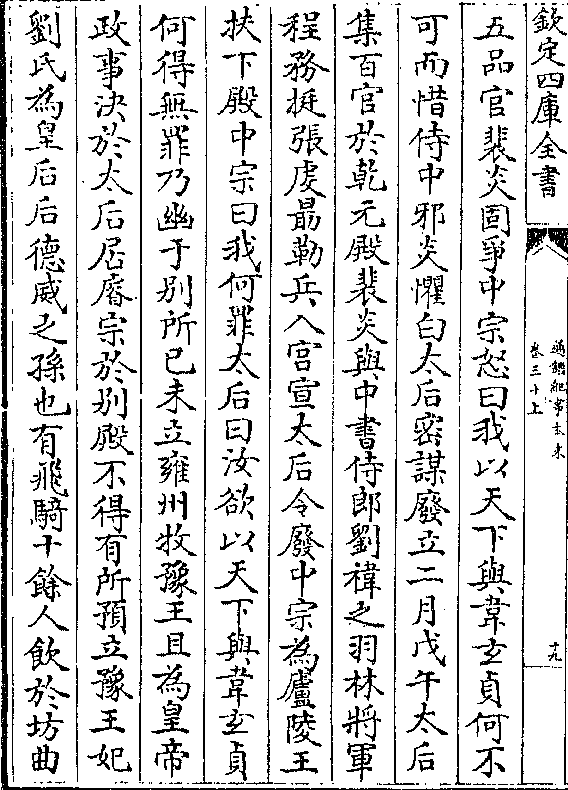 欽定四庫全書
通鑑紀事本末
卷三十上
十九
五品官裴炎固爭中宗怒曰我以天下與韋玄貞何不
可而惜侍中邪炎懼白太后密謀廢立二月戊午太后
集百官於乾元殿裴炎與中書侍郎劉禕之羽林將軍
程務挺張虔勗勒兵入宮宣太后令廢中宗為廬陵王
扶下殿中宗曰我何罪太后曰汝欲以天下與韋玄貞
何得無罪乃幽于別所己未立雍州牧豫王旦為皇帝
政事決於太后居睿宗於別殿不得有所預立豫王妃
劉氏為皇后后德威之孫也有飛騎十餘人飲於坊曲